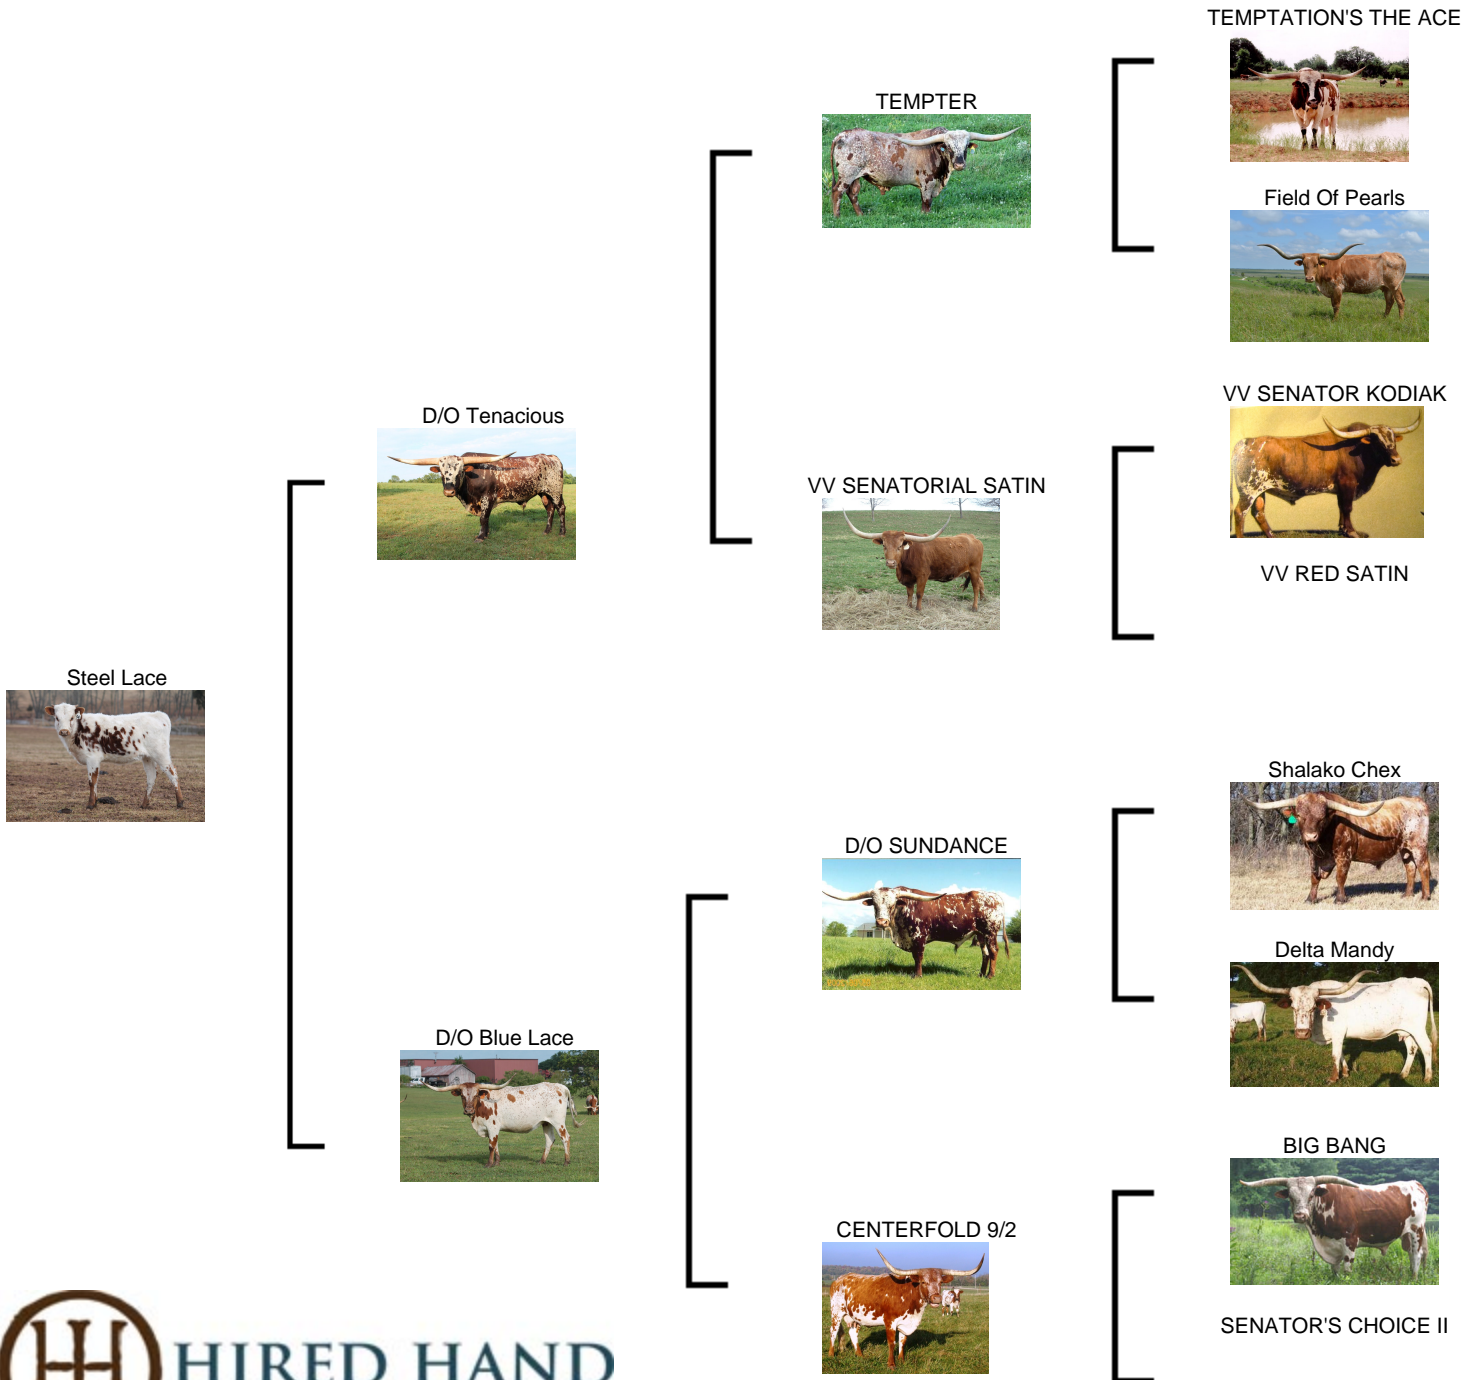 TEMPTATION'S THE ACE
TEMPTER
Field Of Pearls
D/O Tenacious
VV SENATOR KODIAK
VV SENATORIAL SATIN
VV RED SATIN
Steel Lace
Shalako Chex
D/O SUNDANCE
Delta Mandy
D/O Blue Lace
BIG BANG
CENTERFOLD 9/2
SENATOR'S CHOICE II
HIRED HAND